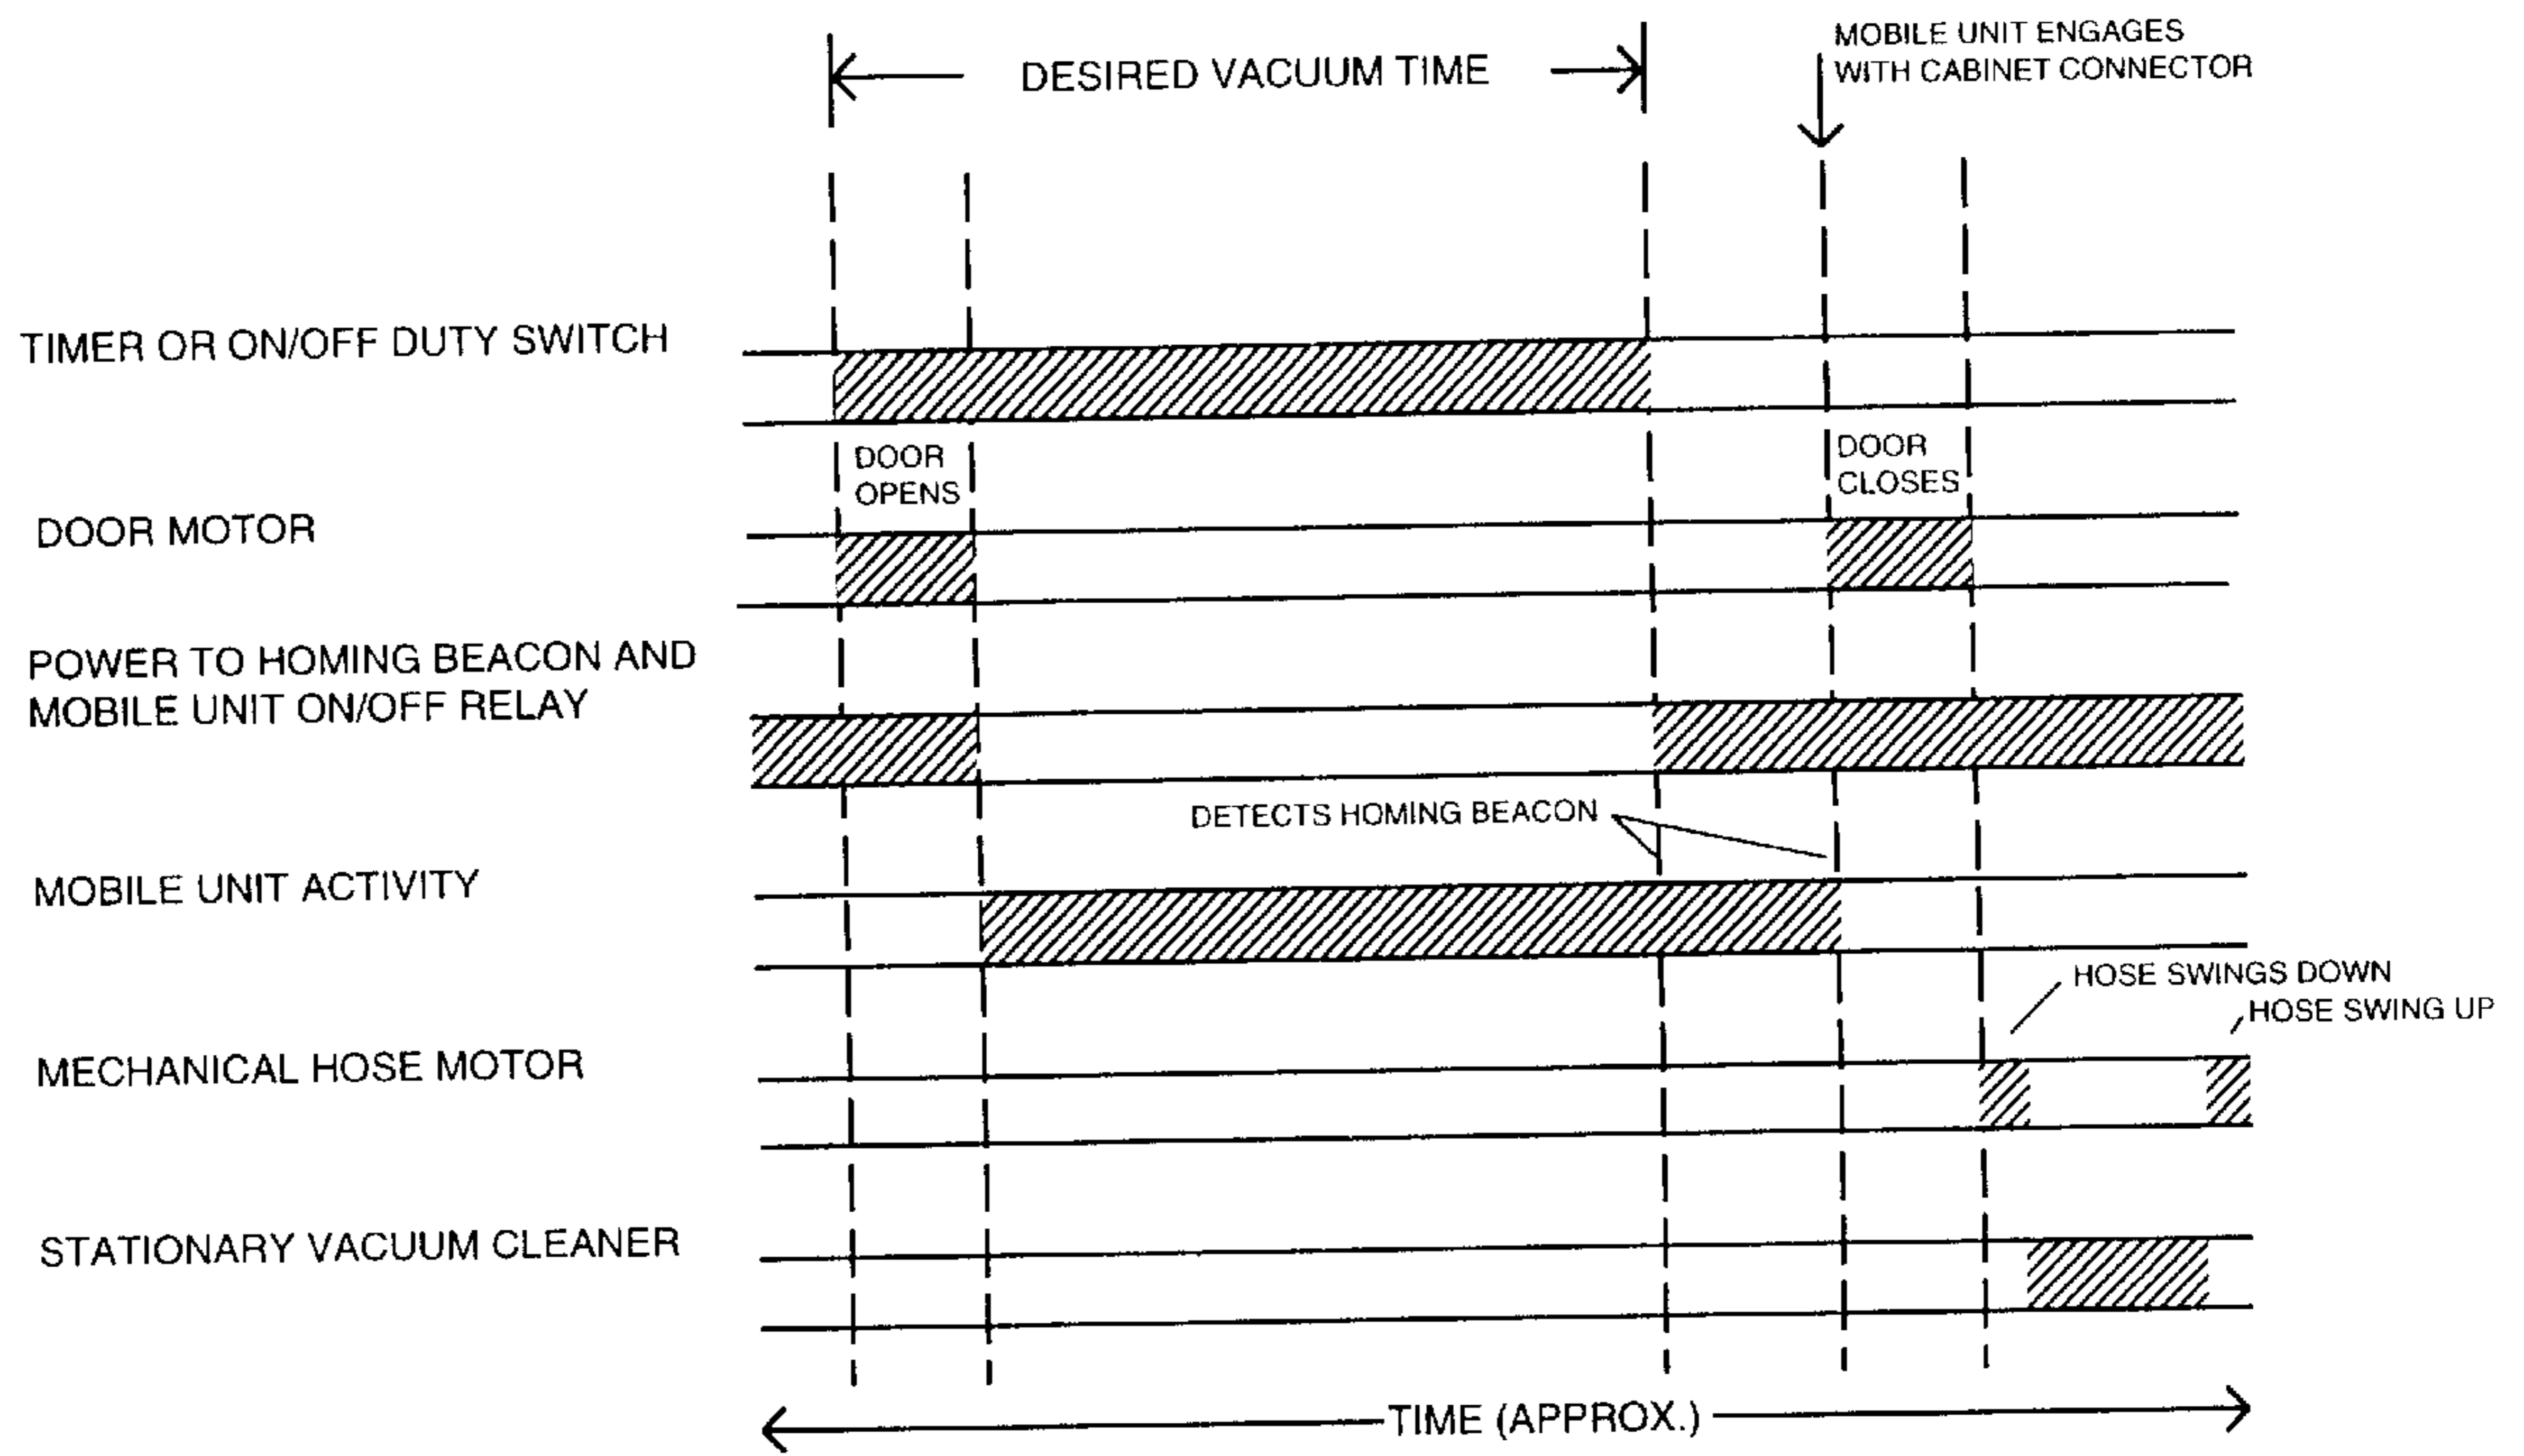 MOBILE UNIT ENGAGES
WITH CABINET CONNECTOR
DESIRED VACUUM TIME
TIMER OR ON/OFF DUTY SWITCH
DOOR
OPENS
DOOR
CLOSES
DOOR MOTOR
POWER TO HOMING BEACON AND
MOBILE UNIT ON/OFF RELAY
DETECTS HOMING BEACON
MOBILE UNIT ACTIVITY
HOSE SWINGS DOWN
HOSE SWING UP
MECHANICAL HOSE MOTOR
STATIONARY VACUUM CLEANER
TIME (APPROX.)